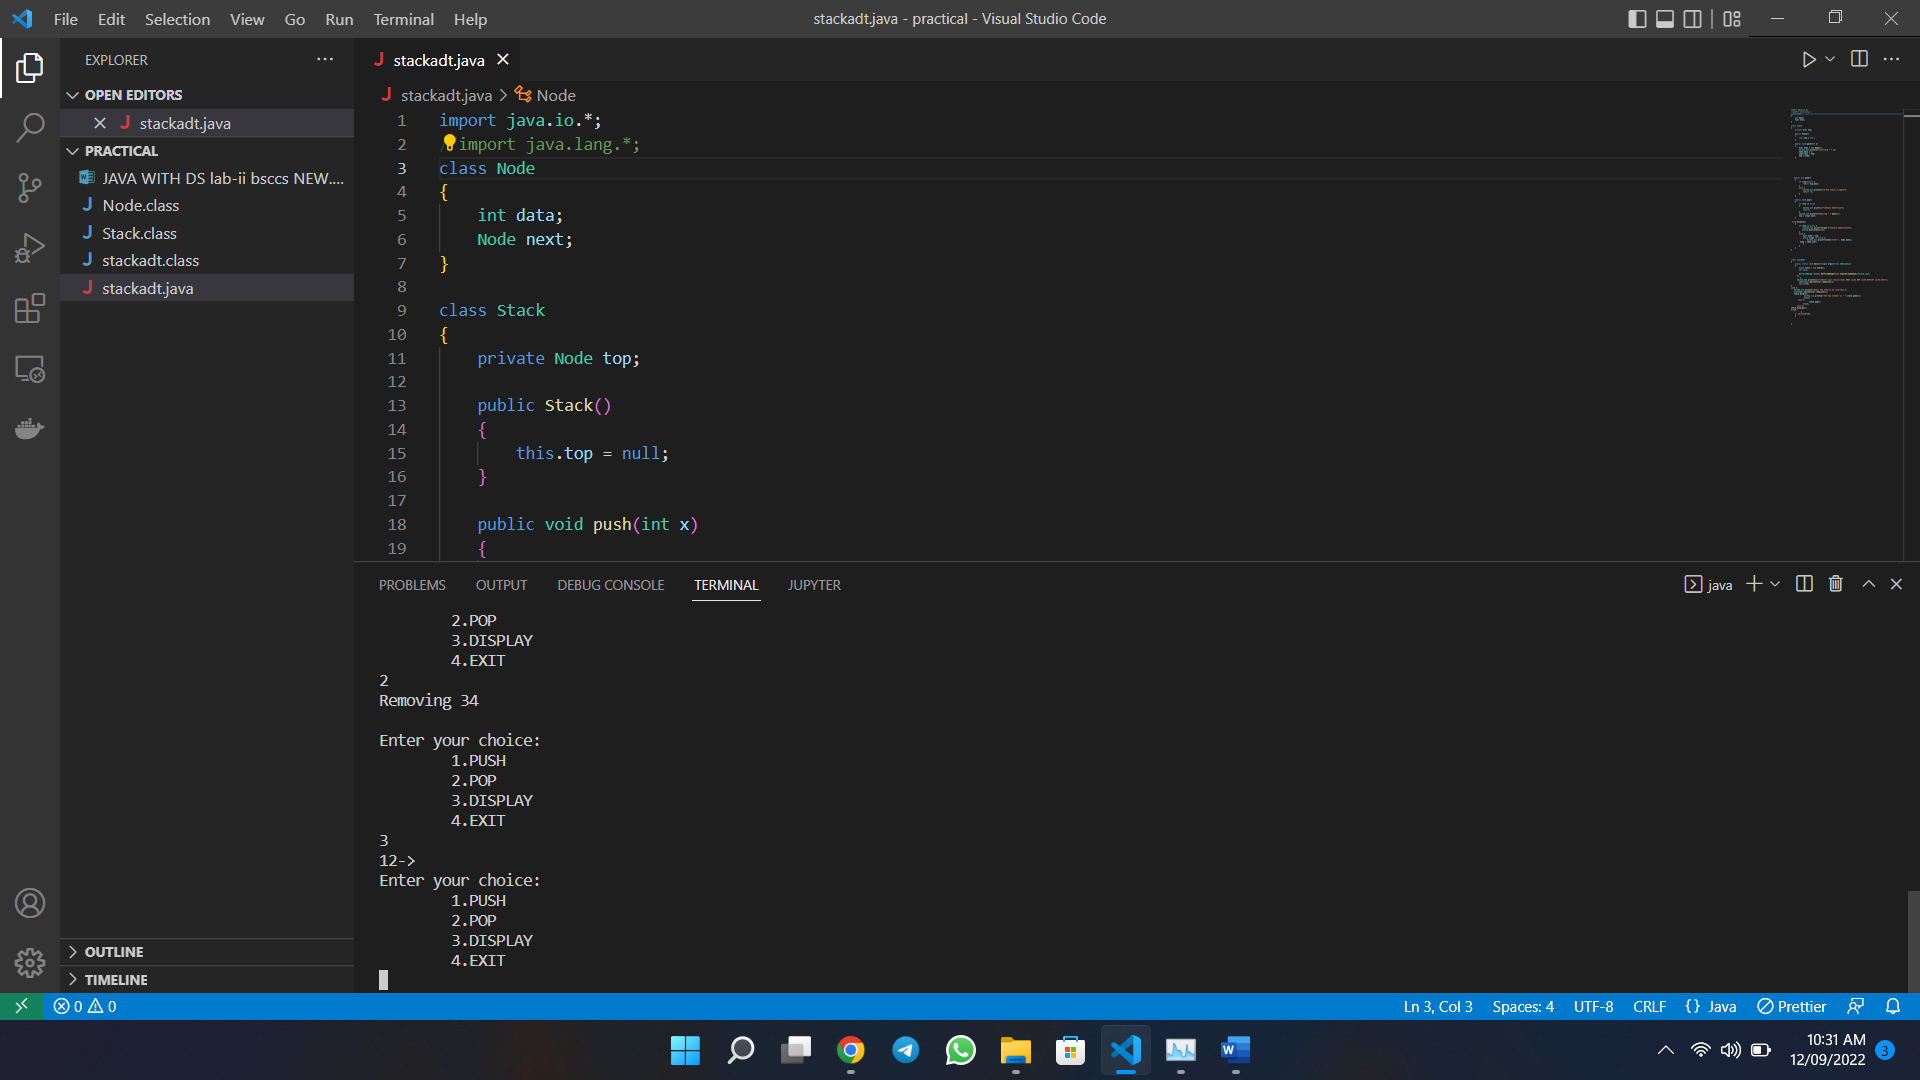 File Edit Selection View Go Run Terminal Help
stackadt.java - practical - Visual Studio Code
EXPLORER
OPEN EDITORS
stackadt.java
PRACTICAL
JAVA WITH DS lab-ii bsccs NEW....
Node.class
Stack.class
stackadt.class
stackadt.java
OUTLINE
TIMELINE
stackadt.java
stackadt.java > Node
1 import java.io.*;
2 /import java.lang.*;
3 class Node
4 {
5 int data;
6 Node next;
7 }
8
9 class Stack
10 {
11 private Node top;
12
13 public Stack()
14 {
15 this.top = null;
16 }
17
18 public void push(int x)
19 {
PROBLEMS OUTPUT DEBUG CONSOLE TERMINAL JUPYTER
java
2.POP
3.DISPLAY
4.EXIT
2
Removing 34
Enter your choice:
1.PUSH
2.POP
3.DISPLAY
4.EXIT
3
12->
Enter your choice:
1.PUSH
2.POP
3.DISPLAY
4.EXIT
0 0
Ln 3, Col 3 Spaces: 4 UTF-8 CRLF {} Java Prettier
10:31 AM
12/09/2022
3